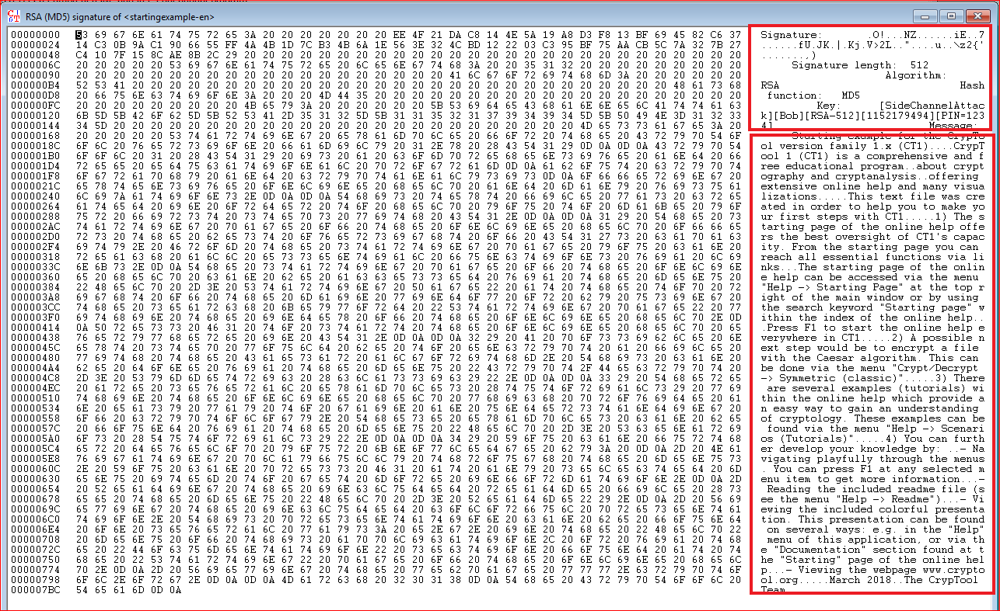 RSA (MD5) signature of <startingexample-en>
00000000 53 69 67 6E 61 74 75 72 65 3A 20 20 20 20 20 20 20 20 EE 4F 21 DA C8 14 4E 5A 19 A8 D3 F8 13 BF 69 45 82 C6 37 Signature: .O!...NZ......iE..7
00000024 14 C3 0B 9A C1 90 66 55 FF 4A 4B 1D 7C B3 4B 6A 1E 56 3E 32 4C BD 12 22 03 C3 95 BF 75 AA CB 5C 7A 32 7B 27 ......fU.JK.|.Kj.V>2L.."....u..\z2{'
00000048 C4 10 7F 15 8C AE 8B 2C 29 20 20 20 20 20 20 20 20 20 20 20 20 20 20 20 20 20 20 20 20 20 20 20 20 20 20 20 .......,)
0000006C 20 20 20 20 20 53 69 67 6E 61 74 75 72 65 20 6C 65 6E 67 74 68 3A 20 20 35 31 32 20 20 20 20 20 20 20 20 20 Signature length: 512
00000090 20 20 20 20 20 20 20 20 20 20 20 20 20 20 20 20 20 20 20 20 41 6C 67 6F 72 69 74 68 6D 3A 20 20 20 20 20 20 Algorithm:
000000B4 52 53 41 20 20 20 20 20 20 20 20 20 20 20 20 20 20 20 20 20 20 20 20 20 20 20 20 20 20 20 20 20 48 61 73 68 RSA Hash
000000D8 20 66 75 6E 63 74 69 6F 6E 3A 20 20 20 4D 44 35 20 20 20 20 20 20 20 20 20 20 20 20 20 20 20 20 20 20 20 20 function: MD5
000000FC 20 20 20 20 20 20 20 20 20 4B 65 79 3A 20 20 20 20 20 20 5B 53 69 64 65 43 68 61 6E 6E 65 6C 41 74 74 61 63 Key: [SideChannelAttac
00000120 6B 5D 5B 42 6F 62 5D 5B 52 53 41 2D 35 31 32 5D 5B 31 31 35 32 31 37 39 34 39 34 5D 5B 50 49 4E 3D 31 32 33 k][Bob][RSA-512][1152179494][PIN=123
00000144 34 5D 20 20 20 20 20 20 20 20 20 20 20 20 20 20 20 20 20 20 20 20 20 20 20 20 20 4D 65 73 73 61 67 65 3A 20 4] Message:
00000168 20 20 20 20 20 53 74 61 72 74 69 6E 67 20 65 78 61 6D 70 6C 65 20 66 6F 72 20 74 68 65 20 43 72 79 70 54 6F Starting example for the CrypTo
0000018C 6F 6C 20 76 65 72 73 69 6F 6E 20 66 61 6D 69 6C 79 20 31 2E 78 20 28 43 54 31 29 0D 0A 0D 0A 43 72 79 70 54 ol version family 1.x (CT1)....CrypT
000001B0 6F 6F 6C 20 31 20 28 43 54 31 29 20 69 73 20 61 20 63 6F 6D 70 72 65 68 65 6E 73 69 76 65 20 61 6E 64 20 66 ool 1 (CT1) is a comprehensive and f
000001D4 72 65 65 20 65 64 75 63 61 74 69 6F 6E 61 6C 20 70 72 6F 67 72 61 6D 0D 0A 61 62 6F 75 74 20 63 72 79 70 74 ree educational program..about crypt
000001F8 6F 67 72 61 70 68 79 20 61 6E 64 20 63 72 79 70 74 61 6E 61 6C 79 73 69 73 0D 0A 6F 66 66 65 72 69 6E 67 20 ography and cryptanalysis..offering
0000021C 65 78 74 65 6E 73 69 76 65 20 6F 6E 6C 69 6E 65 20 68 65 6C 70 20 61 6E 64 20 6D 61 6E 79 20 76 69 73 75 61 extensive online help and many visua
00000240 6C 69 7A 61 74 69 6F 6E 73 2E 0D 0A 0D 0A 54 68 69 73 20 74 65 78 74 20 66 69 6C 65 20 77 61 73 20 63 72 65 lizations.....This text file was cre
00000264 61 74 65 64 20 69 6E 20 6F 72 64 65 72 20 74 6F 20 68 65 6C 70 20 79 6F 75 20 74 6F 20 6D 61 6B 65 20 79 6F ated in order to help you to make yo
00000288 75 72 20 66 69 72 73 74 20 73 74 65 70 73 20 77 69 74 68 20 43 54 31 2E 0D 0A 0D 0A 31 29 20 54 68 65 20 73 ur first steps with CT1.....1) The s
000002AC 74 61 72 74 69 6E 67 20 70 61 67 65 20 6F 66 20 74 68 65 20 6F 6E 6C 69 6E 65 20 68 65 6C 70 20 6F 66 66 65 tarting page of the online help offe
000002D0 72 73 20 74 68 65 20 62 65 73 74 20 6F 76 65 72 73 69 67 68 74 20 6F 66 20 43 54 31 27 73 20 63 61 70 61 63 rs the best oversight of CT1's capac
000002F4 69 74 79 2E 20 46 72 6F 6D 20 74 68 65 20 73 74 61 72 74 69 6E 67 20 70 61 67 65 20 79 6F 75 20 63 61 6E 20 ity. From the starting page you can
00000318 72 65 61 63 68 20 61 6C 6C 20 65 73 73 65 6E 74 69 61 6C 20 66 75 6E 63 74 69 6F 6E 73 20 76 69 61 20 6C 69 reach all essential functions via li
0000033C 6E 6B 73 2E 0D 0A 54 68 65 20 73 74 61 72 74 69 6E 67 20 70 61 67 65 20 6F 66 20 74 68 65 20 6F 6E 6C 69 6E nks...The starting page of the onlin
00000360 65 20 68 65 6C 70 20 63 61 6E 20 62 65 20 61 63 63 65 73 73 65 64 20 76 69 61 20 74 68 65 20 6D 65 6E 75 20 e help can be accessed via the menu
00000384 22 48 65 6C 70 20 2D 3E 20 53 74 61 72 74 69 6E 67 20 50 61 67 65 22 20 61 74 20 74 68 65 20 74 6F 70 20 72 "Help -> Starting Page" at the top r
000003A8 69 67 68 74 20 6F 66 20 74 68 65 20 6D 61 69 6E 20 77 69 6E 64 6F 77 20 6F 72 20 62 79 20 75 73 69 6E 67 20 ight of the main window or by using
000003CC 74 68 65 20 73 65 61 72 63 68 20 6B 65 79 77 6F 72 64 20 22 53 74 61 72 74 69 6E 67 20 70 61 67 65 22 20 77 the search keyword "Starting page" w
000003F0 69 74 68 69 6E 20 74 68 65 20 69 6E 64 65 78 20 6F 66 20 74 68 65 20 6F 6E 6C 69 6E 65 20 68 65 6C 70 2E 0D ithin the index of the online help..
00000414 0A 50 72 65 73 73 20 46 31 20 74 6F 20 73 74 61 72 74 20 74 68 65 20 6F 6E 6C 69 6E 65 20 68 65 6C 70 20 65 .Press F1 to start the online help e
00000438 76 65 72 79 77 68 65 72 65 20 69 6E 20 43 54 31 2E 0D 0A 0D 0A 32 29 20 41 20 70 6F 73 73 69 62 6C 65 20 6E verywhere in CT1.....2) A possible n
0000045C 65 78 74 20 73 74 65 70 20 77 6F 75 6C 64 20 62 65 20 74 6F 20 65 6E 63 72 79 70 74 20 61 20 66 69 6C 65 20 ext step would be to encrypt a file
00000480 77 69 74 68 20 74 68 65 20 43 61 65 73 61 72 20 61 6C 67 6F 72 69 74 68 6D 2E 20 54 68 69 73 20 63 61 6E 20 with the Caesar algorithm. This can
000004A4 62 65 20 64 6F 6E 65 20 76 69 61 20 74 68 65 20 6D 65 6E 75 20 22 43 72 79 70 74 2F 44 65 63 72 79 70 74 20 be done via the menu "Crypt/Decrypt
000004C8 2D 3E 20 53 79 6D 6D 65 74 72 69 63 20 28 63 6C 61 73 73 69 63 29 22 2E 0D 0A 0D 0A 33 29 20 54 68 65 72 65 -> Symmetric (classic)".....3) There
000004EC 20 61 72 65 20 73 65 76 65 72 61 6C 20 65 78 61 6D 70 6C 65 73 20 28 74 75 74 6F 72 69 61 6C 73 29 20 77 69 are several examples (tutorials) wi
00000510 74 68 69 6E 20 74 68 65 20 6F 6E 6C 69 6E 65 20 68 65 6C 70 20 77 68 69 63 68 20 70 72 6F 76 69 64 65 20 61 thin the online help which provide a
00000534 6E 20 65 61 73 79 20 77 61 79 20 74 6F 20 67 61 69 6E 20 61 6E 20 75 6E 64 65 72 73 74 61 6E 64 69 6E 67 20 n easy way to gain an understanding
00000558 6F 66 20 63 72 79 70 74 6F 6C 6F 67 79 2E 20 54 68 65 73 65 20 65 78 61 6D 70 6C 65 73 20 63 61 6E 20 62 65 of cryptology. These examples can be
0000057C 20 66 6F 75 6E 64 20 76 69 61 20 74 68 65 20 6D 65 6E 75 20 22 48 65 6C 70 20 2D 3E 20 53 63 65 6E 61 72 69 found via the menu "Help -> Scenari
000005A0 6F 73 20 28 54 75 74 6F 72 69 61 6C 73 29 22 2E 0D 0A 0D 0A 34 29 20 59 6F 75 20 63 61 6E 20 66 75 72 74 68 os (Tutorials)".....4) You can furth
000005C4 65 72 20 64 65 76 65 6C 6F 70 20 79 6F 75 72 20 6B 6E 6F 77 6C 65 64 67 65 20 62 79 3A 20 0D 0A 2D 20 4E 61 er develop your knowledge by: ..- Na
000005E8 76 69 67 61 74 69 6E 67 20 70 6C 61 79 66 75 6C 6C 79 20 74 68 72 6F 75 67 68 20 74 68 65 20 6D 65 6E 75 73 vigating playfully through the menus
0000060C 2E 20 59 6F 75 20 63 61 6E 20 70 72 65 73 73 20 46 31 20 61 74 20 61 6E 79 20 73 65 6C 65 63 74 65 64 20 6D . You can press F1 at any selected m
00000630 65 6E 75 20 69 74 65 6D 20 74 6F 20 67 65 74 20 6D 6F 72 65 20 69 6E 66 6F 72 6D 61 74 69 6F 6E 2E 0D 0A 2D enu item to get more information...-
00000654 20 52 65 61 64 69 6E 67 20 74 68 65 20 69 6E 63 6C 75 64 65 64 20 72 65 61 64 6D 65 20 66 69 6C 65 20 28 73 Reading the included readme file (s
00000678 65 65 20 74 68 65 20 6D 65 6E 75 20 22 48 65 6C 70 20 2D 3E 20 52 65 61 64 6D 65 22 29 2E 0D 0A 2D 20 56 69 ee the menu "Help -> Readme")...- Vi
0000069C 65 77 69 6E 67 20 74 68 65 20 69 6E 63 6C 75 64 65 64 20 63 6F 6C 6F 72 66 75 6C 20 70 72 65 73 65 6E 74 61 ewing the included colorful presenta
000006C0 74 69 6F 6E 2E 20 54 68 69 73 20 70 72 65 73 65 6E 74 61 74 69 6F 6E 20 63 61 6E 20 62 65 20 66 6F 75 6E 64 tion. This presentation can be found
000006E4 20 6F 6E 20 73 65 76 65 72 61 6C 20 77 61 79 73 3A 20 65 2E 67 2E 20 69 6E 20 74 68 65 20 22 48 65 6C 70 22 on several ways: e.g. in the "Help"
00000708 20 6D 65 6E 75 20 6F 66 20 74 68 69 73 20 61 70 70 6C 69 63 61 74 69 6F 6E 2C 20 6F 72 20 76 69 61 20 74 68 menu of this application, or via th
0000072C 65 20 22 44 6F 63 75 6D 65 6E 74 61 74 69 6F 6E 22 20 73 65 63 74 69 6F 6E 20 66 6F 75 6E 64 20 61 74 20 74 e "Documentation" section found at t
00000750 68 65 20 22 53 74 61 72 74 69 6E 67 22 20 70 61 67 65 20 6F 66 20 74 68 65 20 6F 6E 6C 69 6E 65 20 68 65 6C he "Starting" page of the online hel
00000774 70 2E 0D 0A 2D 20 56 69 65 77 69 6E 67 20 74 68 65 20 77 65 62 70 61 67 65 20 77 77 77 2E 63 72 79 70 74 6F p...- Viewing the webpage www.crypto
00000798 6F 6C 2E 6F 72 67 2E 0D 0A 0D 0A 4D 61 72 63 68 20 32 30 31 38 0D 0A 54 68 65 20 43 72 79 70 54 6F 6F 6C 20 ol.org.....March 2018..The CrypTool
000007BC 54 65 61 6D 0D 0D 0A Team